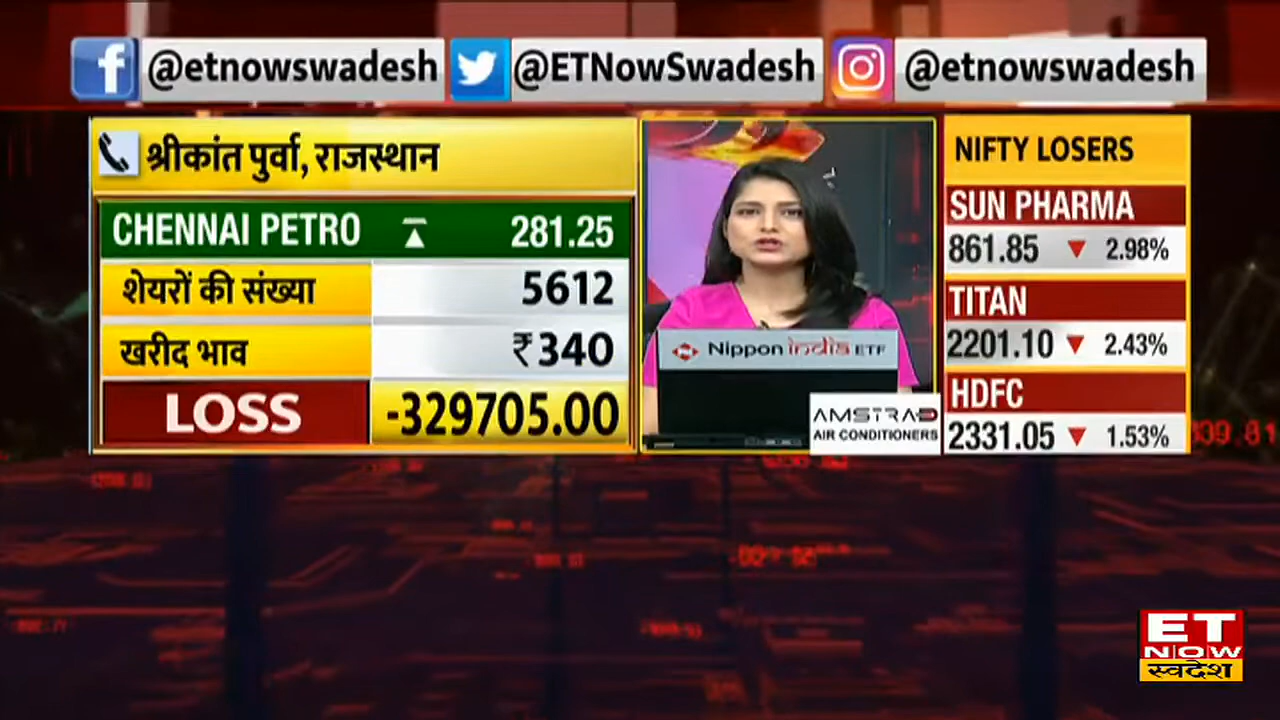 @etnowswadesh
@ETNowSwadesh
@etnowswadesh
श्रीकांत पुर्वा, राजस्थान
CHENNAI PETRO 281.25
शेयरों की संख्या 5612
खरीद भाव ₹340
LOSS -329705.00
Nippon india ETF
AMSTRAD
AIR CONDITIONERS
NIFTY LOSERS
SUN PHARMA
861.85 ▼ 2.98%
TITAN
2201.10 ▼ 2.43%
HDFC
2331.05 ▼ 1.53%
ET
NOW
स्वदेश